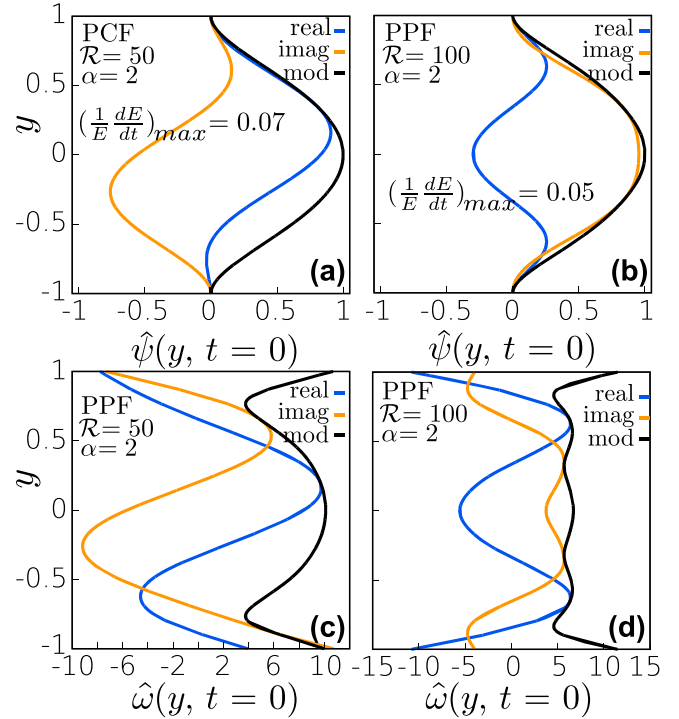 PCF
real
ℛ= 50
imag
α= 2
mod
(1/E dE/dt)max = 0.07
(a)
1
0.5
0
-0.5
-1
y
-1 -0.5 0 0.5 1
ψ̂(y, t = 0)
PPF
real
ℛ= 100
imag
α= 2
mod
(1/E dE/dt)max = 0.05
(b)
-1 -0.5 0 0.5 1
ψ̂(y, t = 0)
PPF
real
ℛ= 50
imag
α= 2
mod
(c)
1
0.5
0
-0.5
-1
y
-10 -6 -2 2 6 10
ω̂(y, t = 0)
PPF
real
ℛ= 100
imag
α= 2
mod
(d)
-15 -10 -5 0 5 10 15
ω̂(y, t = 0)